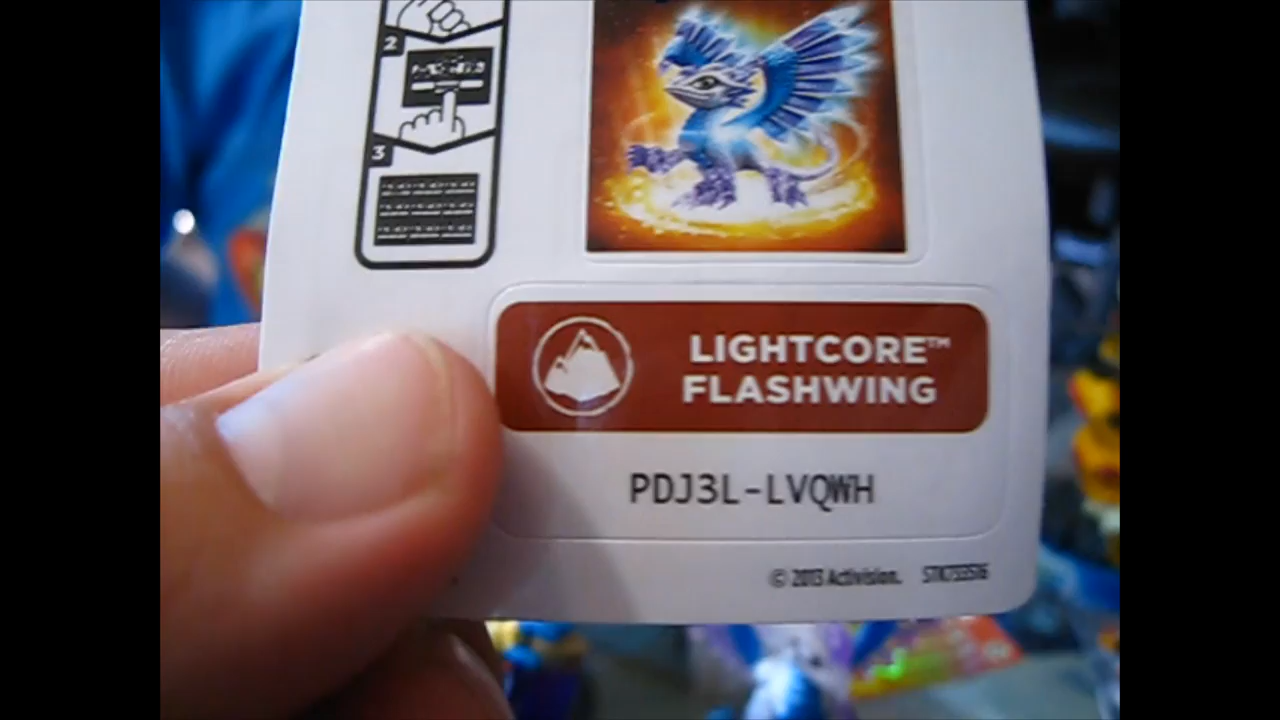 2
3
LIGHTCORE™
FLASHWING
PDJ3L-LVQWH
© 2013 Activision.